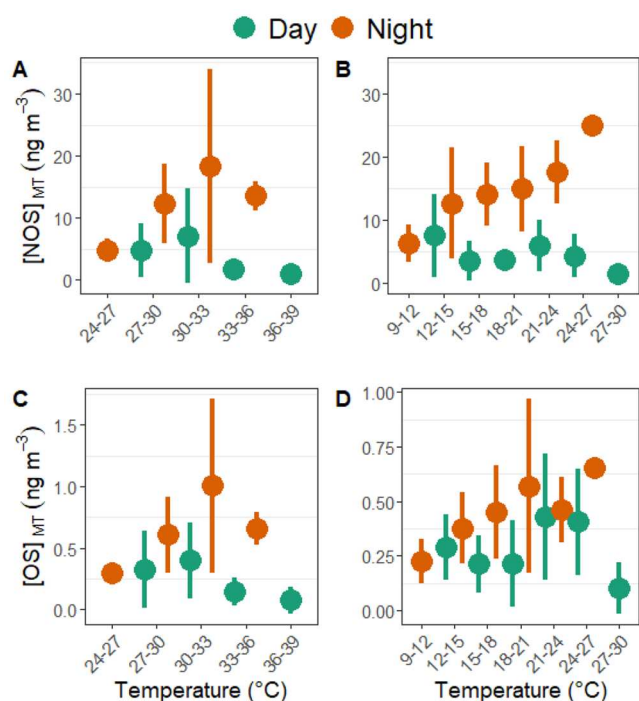 Day Night
A
B
[NOS] MT (ng m⁻³)
30
20
10
0
30
20
10
0
24-27 27-30 30-33 33-36 36-39
9-12 12-15 15-18 18-21 21-24 24-27 27-30
C
D
[OS] MT (ng m⁻³)
1.5
1.0
0.5
0.0
1.00
0.75
0.50
0.25
0.00
24-27 27-30 30-33 33-36 36-39
9-12 12-15 15-18 18-21 21-24 24-27 27-30
Temperature (°C) Temperature (°C)